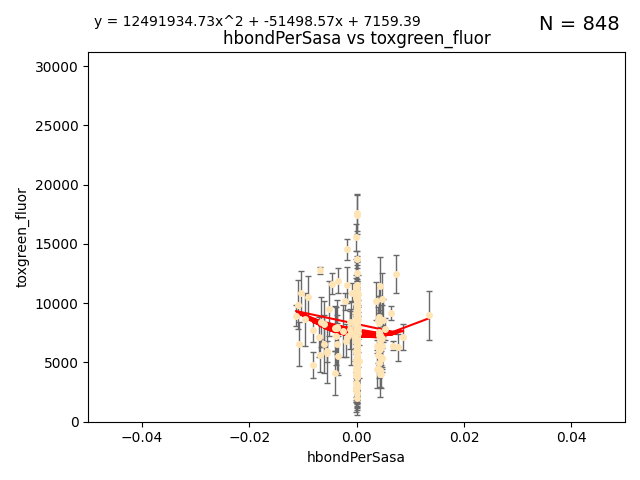 y = 12491934.73x^2 + -51498.57x + 7159.39
N = 848
hbondPerSasa vs toxgreen_fluor
30000
25000
20000
15000
10000
5000
0
toxgreen_fluor
−0.04
−0.02
0.00
0.02
0.04
hbondPerSasa